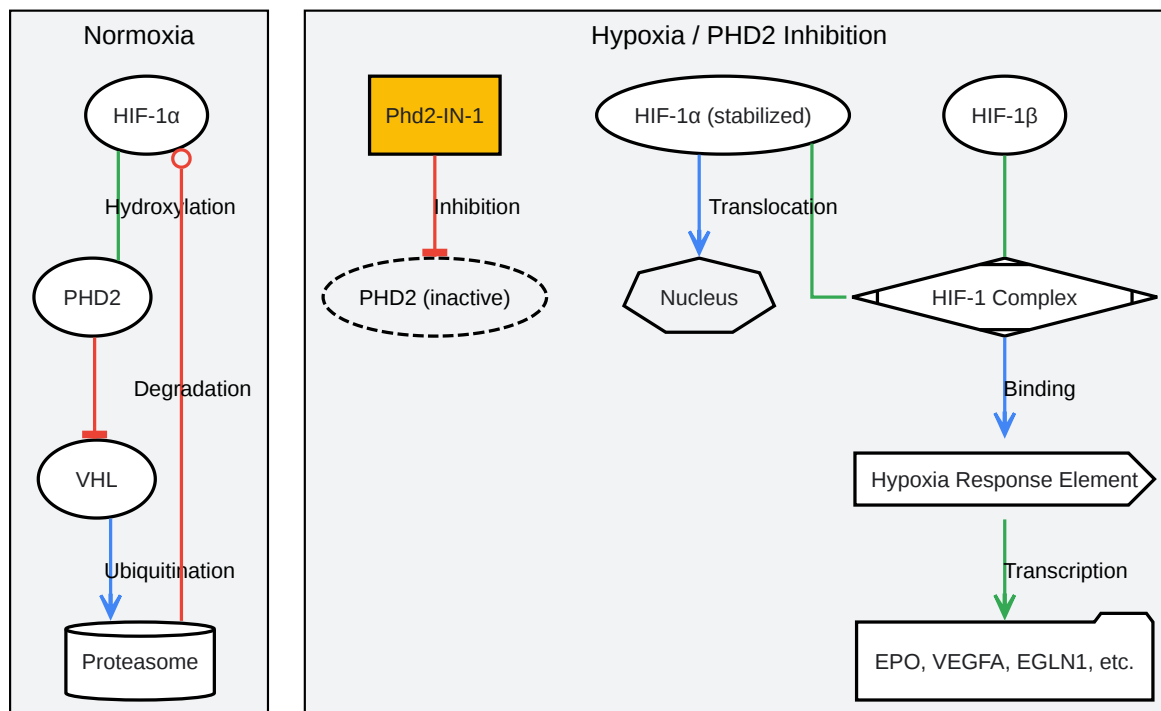 Normoxia
HIF-1α
Hydroxylation
PHD2
Degradation
VHL
Ubiquitination
Proteasome
Hypoxia / PHD2 Inhibition
Phd2-IN-1
HIF-1α (stabilized)
HIF-1β
Inhibition
Translocation
PHD2 (inactive)
Nucleus
HIF-1 Complex
Binding
Hypoxia Response Element
Transcription
EPO, VEGFA, EGLN1, etc.